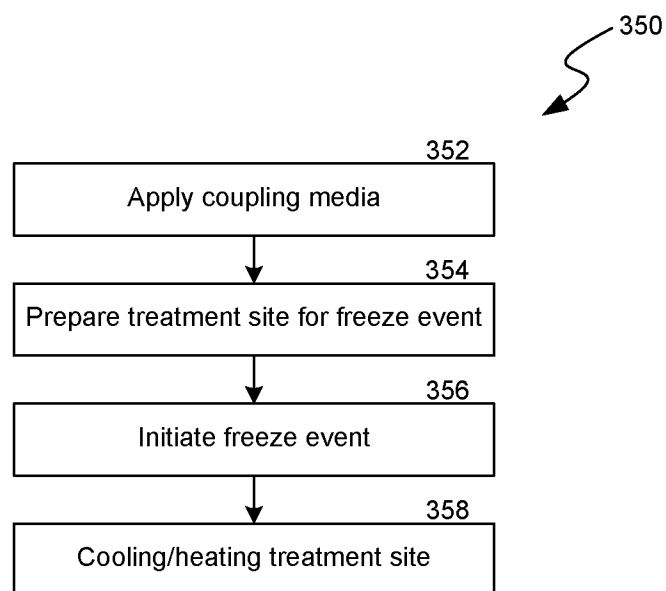 350
352
Apply coupling media
354
Prepare treatment site for freeze event
356
Initiate freeze event
358
Cooling/heating treatment site